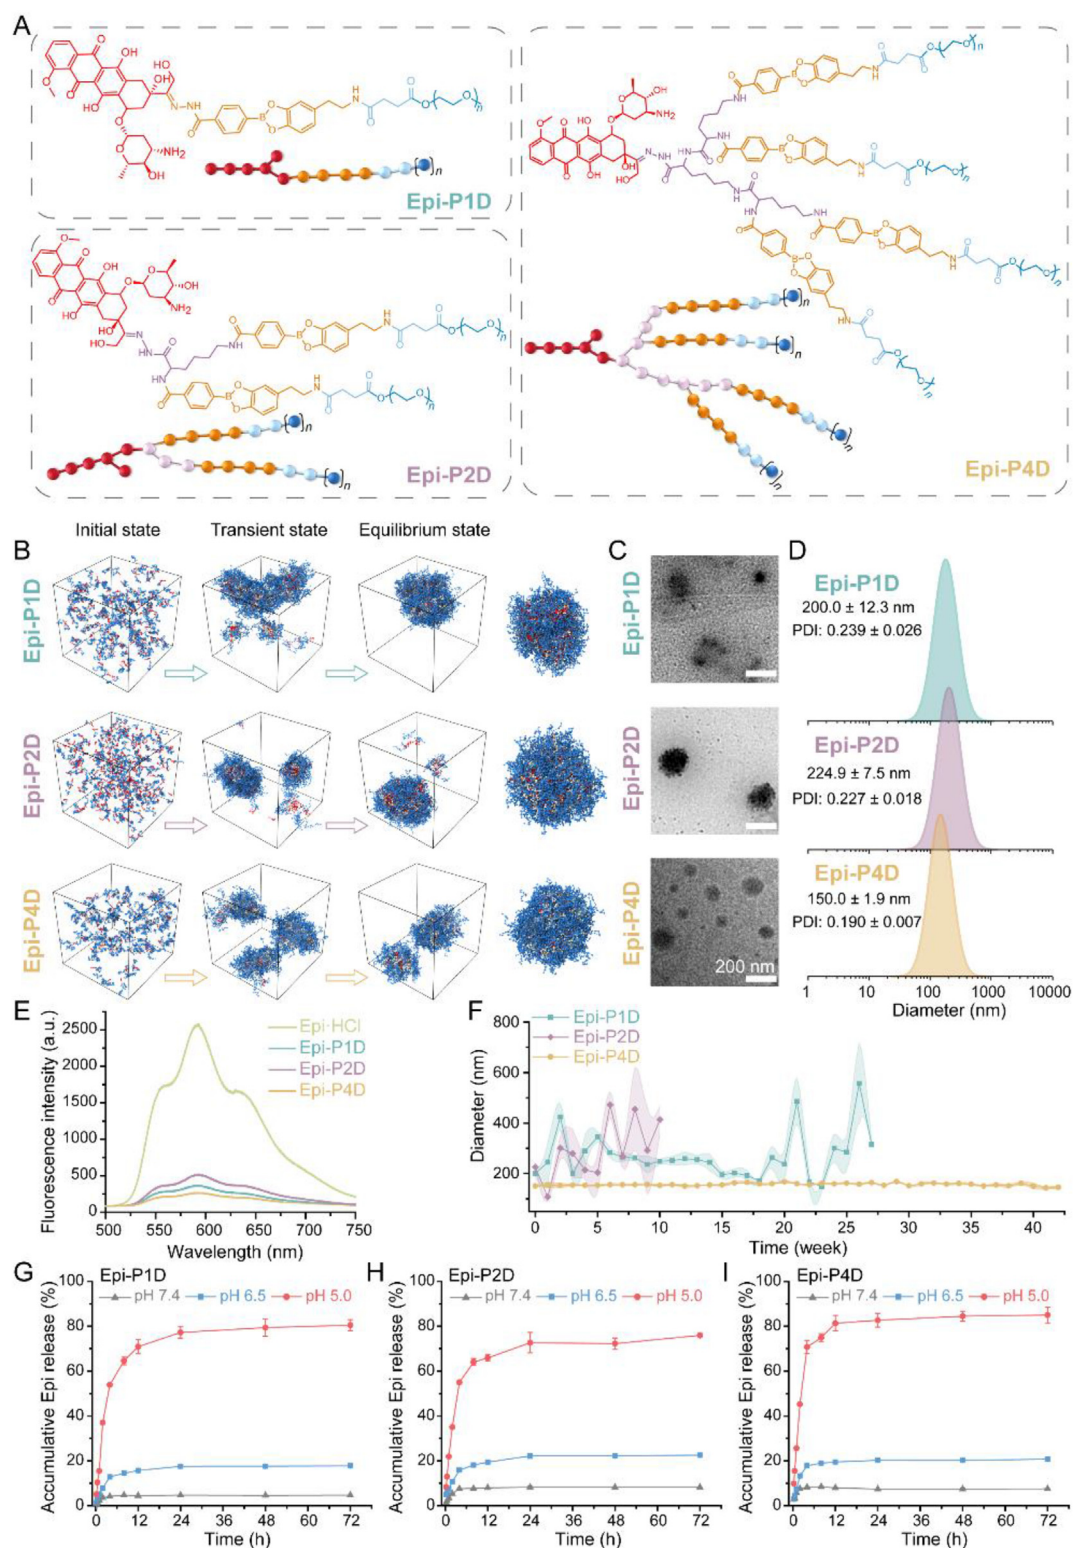 A
Epi-P1D
Epi-P2D
Epi-P4D
B
Initial state
Transient state
Equilibrium state
Epi-P1D
Epi-P2D
Epi-P4D
C
Epi-P1D
Epi-P2D
Epi-P4D
200 nm
D
Epi-P1D
200.0 ± 12.3 nm
PDI: 0.239 ± 0.026
Epi-P2D
224.9 ± 7.5 nm
PDI: 0.227 ± 0.018
Epi-P4D
150.0 ± 1.9 nm
PDI: 0.190 ± 0.007
1 10 100 1000 10000
Diameter (nm)
E
Fluorescence intensity (a.u.)
2500
2000
1500
1000
500
0
Epi·HCl
Epi-P1D
Epi-P2D
Epi-P4D
500 550 600 650 700 750
Wavelength (nm)
F
Diameter (nm)
800
600
400
200
Epi-P1D
Epi-P2D
Epi-P4D
0 5 10 15 20 25 30 35 40
Time (week)
G
Epi-P1D
pH 7.4 pH 6.5 pH 5.0
Accumulative Epi release (%)
100
80
60
40
20
0
0 12 24 36 48 60 72
Time (h)
H
Epi-P2D
pH 7.4 pH 6.5 pH 5.0
Accumulative Epi release (%)
100
80
60
40
20
0
0 12 24 36 48 60 72
Time (h)
I
Epi-P4D
pH 7.4 pH 6.5 pH 5.0
Accumulative Epi release (%)
100
80
60
40
20
0
0 12 24 36 48 60 72
Time (h)